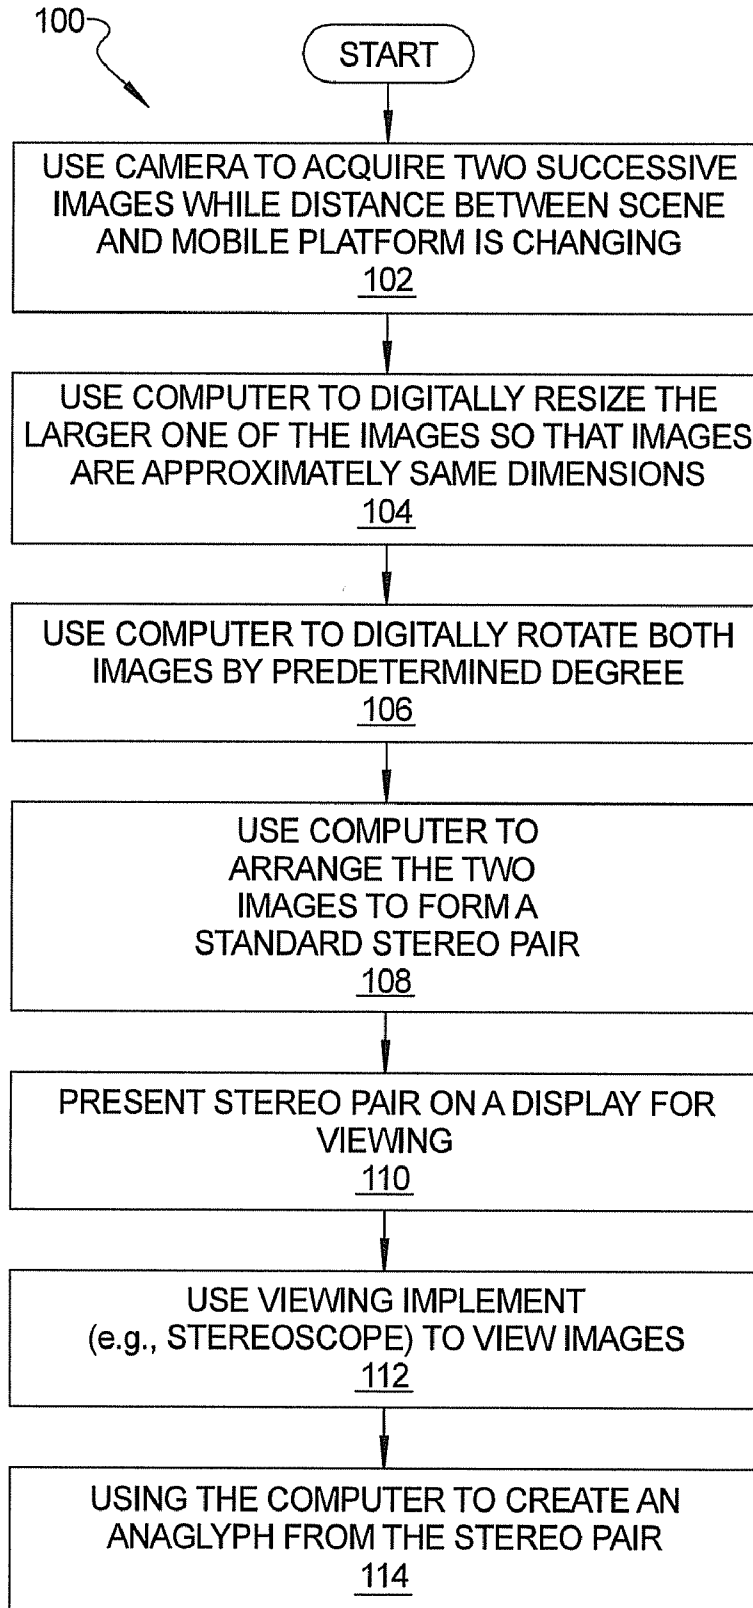 100
START
USE CAMERA TO ACQUIRE TWO SUCCESSIVE
IMAGES WHILE DISTANCE BETWEEN SCENE
AND MOBILE PLATFORM IS CHANGING
102
USE COMPUTER TO DIGITALLY RESIZE THE
LARGER ONE OF THE IMAGES SO THAT IMAGES
ARE APPROXIMATELY SAME DIMENSIONS
104
USE COMPUTER TO DIGITALLY ROTATE BOTH
IMAGES BY PREDETERMINED DEGREE
106
USE COMPUTER TO
ARRANGE THE TWO
IMAGES TO FORM A
STANDARD STEREO PAIR
108
PRESENT STEREO PAIR ON A DISPLAY FOR
VIEWING
110
USE VIEWING IMPLEMENT
(e.g., STEREOSCOPE) TO VIEW IMAGES
112
USING THE COMPUTER TO CREATE AN
ANAGLYPH FROM THE STEREO PAIR
114